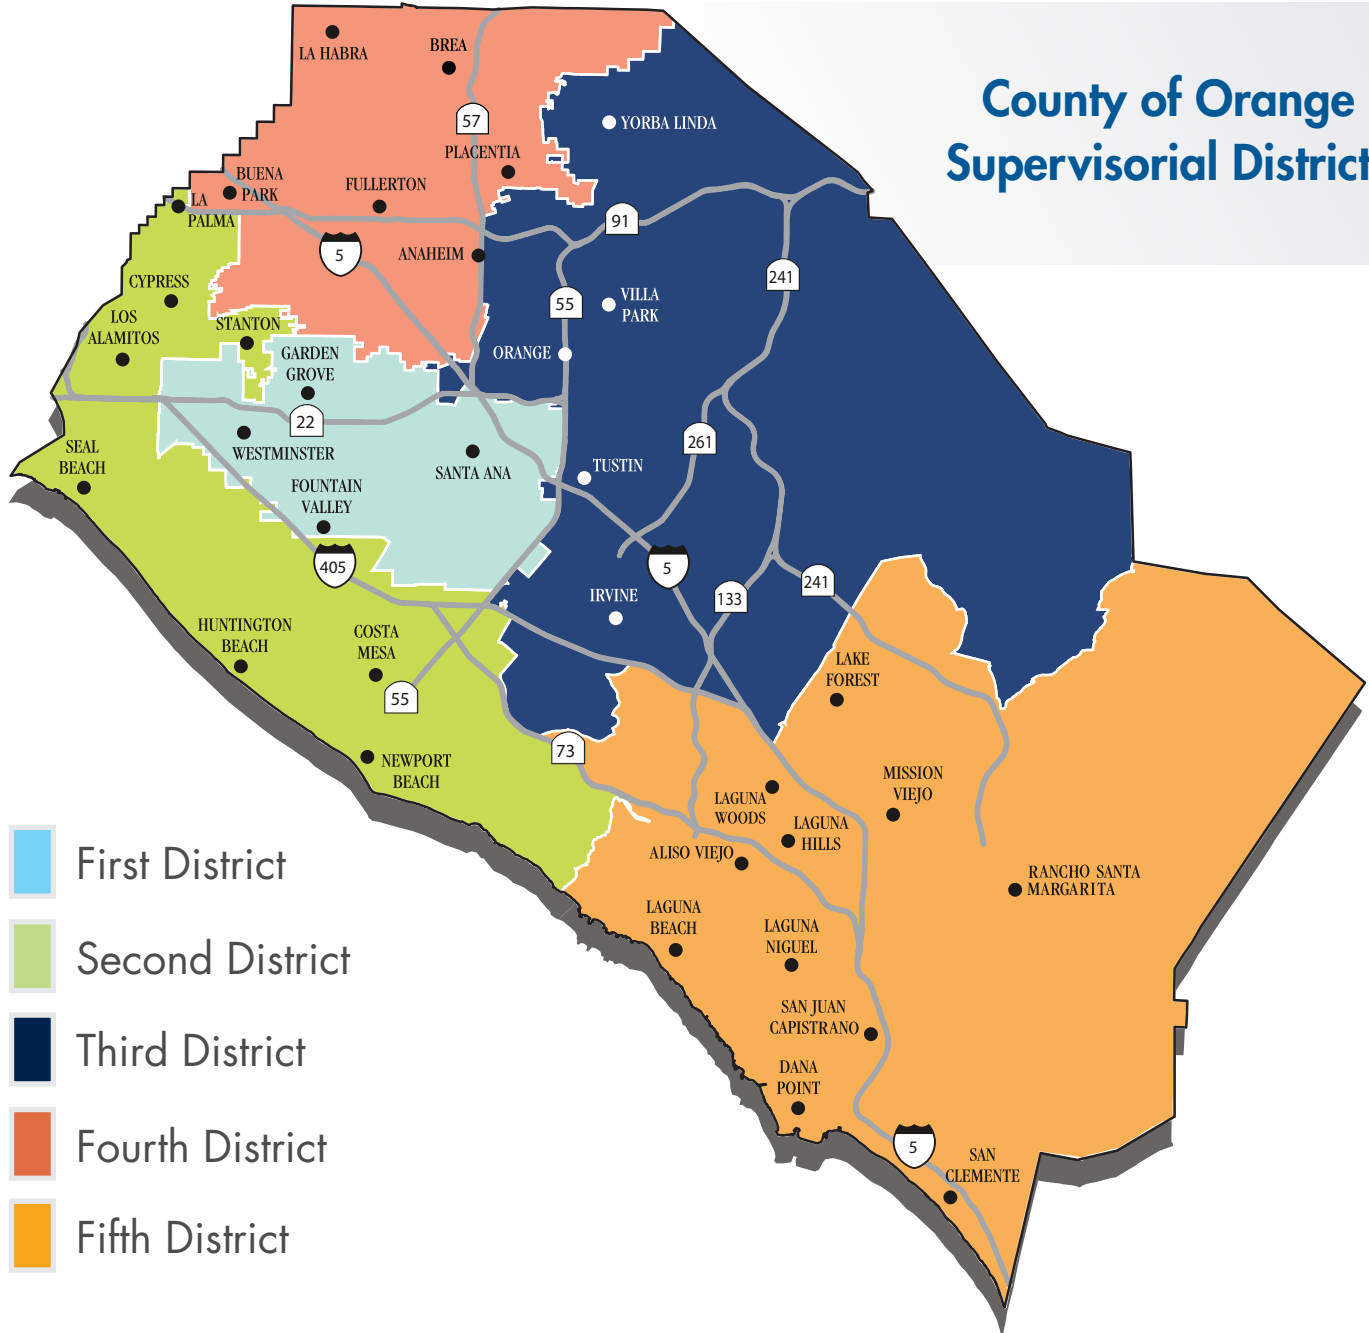 County of Orange
Supervisorial District
LA HABRA
BREA
57
YORBA LINDA
PLACENTIA
BUENA
PARK
FULLERTON
LA
PALMA
91
5
ANAHEIM
241
CYPRESS
55
VILLA
PARK
LOS
ALAMITOS
STANTON
GARDEN
GROVE
ORANGE
22
261
WESTMINSTER
SEAL
BEACH
SANTA ANA
TUSTIN
FOUNTAIN
VALLEY
405
5
241
133
IRVINE
HUNTINGTON
BEACH
COSTA
MESA
LAKE
FOREST
55
73
NEWPORT
BEACH
MISSION
VIEJO
LAGUNA
WOODS
LAGUNA
HILLS
ALISO VIEJO
RANCHO SANTA
MARGARITA
LAGUNA
BEACH
LAGUNA
NIGUEL
SAN JUAN
CAPISTRANO
DANA
POINT
5
SAN
CLEMENTE
First District
Second District
Third District
Fourth District
Fifth District